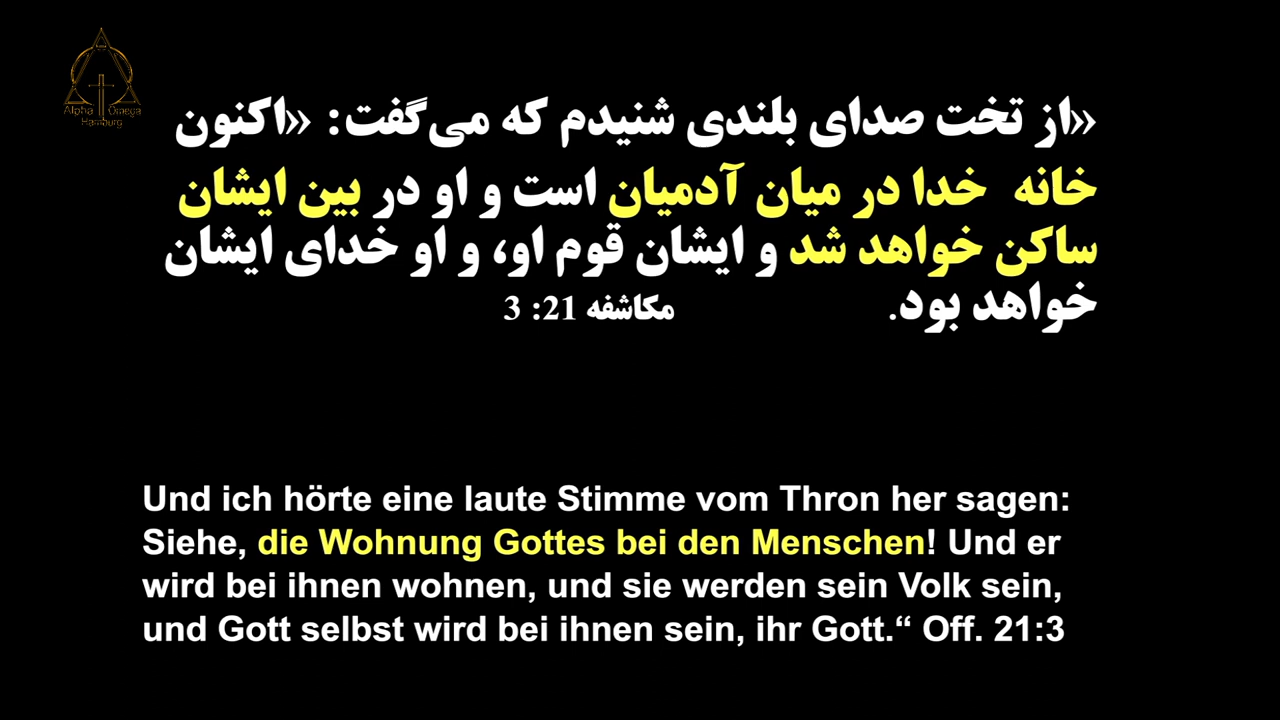 Alpha Omega
Hamburg
«از تخت صدای بلندی شنیدم که می‌گفت: «اکنون
خانه خدا در میان آدمیان است و او در بین ایشان
ساکن خواهد شد و ایشان قوم او، و او خدای ایشان
خواهد بود. مکاشفه 21: 3
Und ich hörte eine laute Stimme vom Thron her sagen:
Siehe, die Wohnung Gottes bei den Menschen! Und er
wird bei ihnen wohnen, und sie werden sein Volk sein,
und Gott selbst wird bei ihnen sein, ihr Gott.“ Off. 21:3